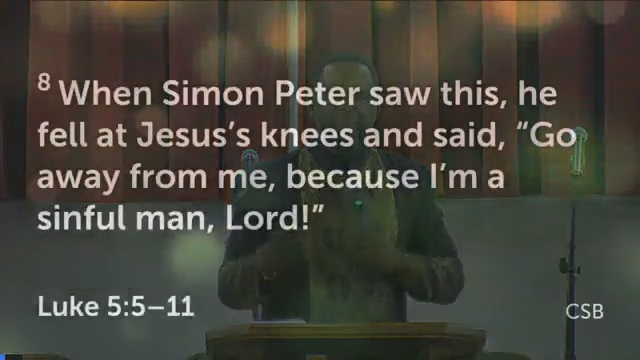 8 When Simon Peter saw this, he
fell at Jesus’s knees and said, “Go
away from me, because I’m a
sinful man, Lord!”
Luke 5:5–11
CSB